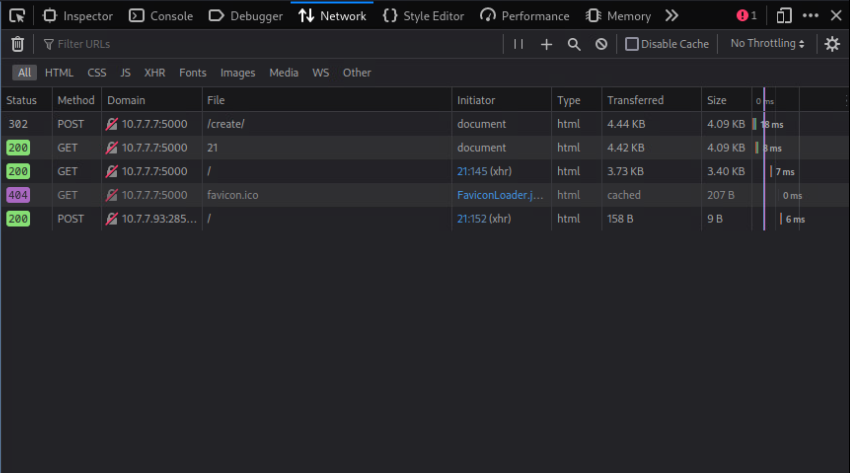 Inspector Console Debugger Network Style Editor Performance Memory 1
Filter URLs Disable Cache No Throttling
All HTML CSS JS XHR Fonts Images Media WS Other
Status Method Domain File Initiator Type Transferred Size 0 ms
302 POST 10.7.7.7:5000 /create/ document html 4.44 KB 4.09 KB 18 ms
200 GET 10.7.7.7:5000 21 document html 4.42 KB 4.09 KB 8 ms
200 GET 10.7.7.7:5000 / 21:145 (xhr) html 3.73 KB 3.40 KB 7 ms
404 GET 10.7.7.7:5000 favicon.ico FaviconLoader.j... html cached 207 B 0 ms
200 POST 10.7.7.93:285... / 21:152 (xhr) html 158 B 9 B 6 ms